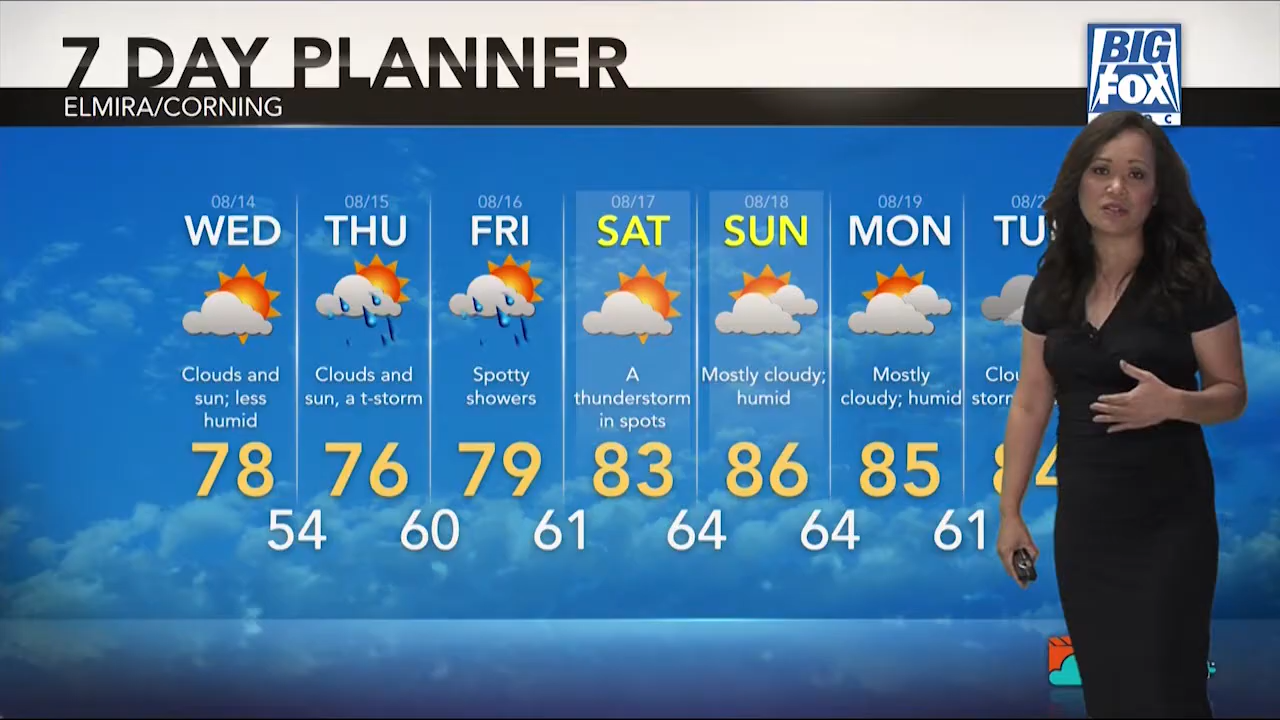 7 DAY PLANNER
ELMIRA/CORNING
BIG
FOX
08/14
WED
Clouds and
sun; less
humid
78
54
08/15
THU
Clouds and
sun, a t-storm
76
60
08/16
FRI
Spotty
showers
79
61
08/17
SAT
A
thunderstorm
in spots
83
64
08/18
SUN
Mostly cloudy;
humid
86
64
08/19
MON
Mostly
cloudy; humid
85
61